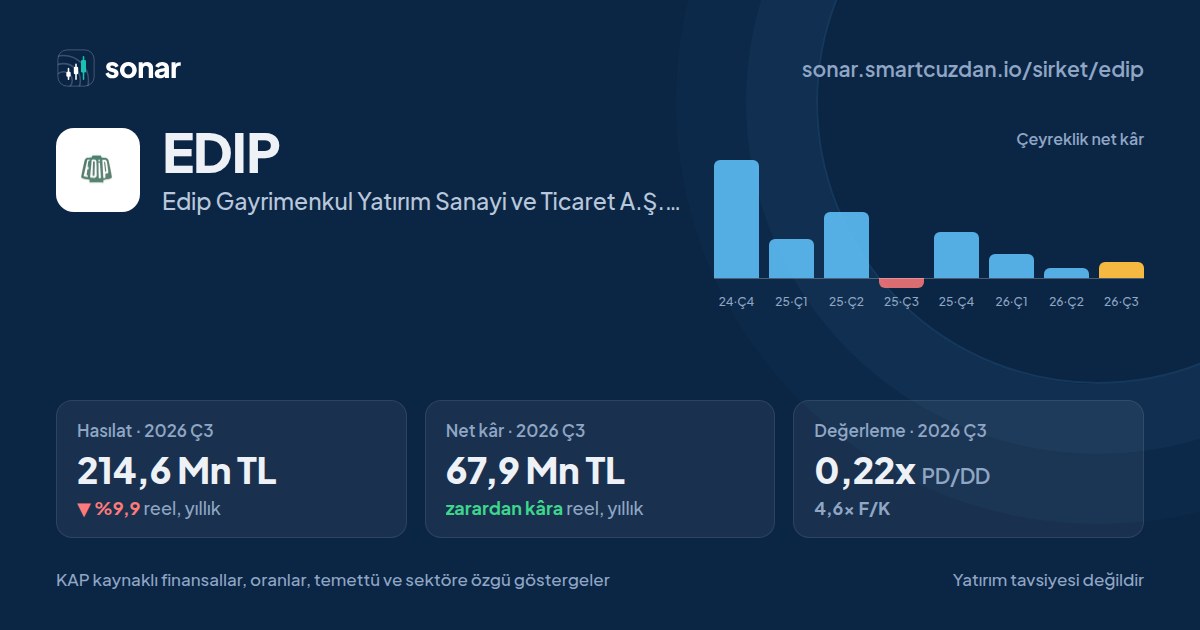 sonar
sonar.smartcuzdan.io/sirket/edip
EDIP
EDIP
Edip Gayrimenkul Yatırım Sanayi ve Ticaret A.Ş.…
Çeyreklik net kâr
24·Ç4 25·Ç1 25·Ç2 25·Ç3 25·Ç4 26·Ç1 26·Ç2 26·Ç3
Hasılat · 2026 Ç3
214,6 Mn TL
▼ %9,9 reel, yıllık
Net kâr · 2026 Ç3
67,9 Mn TL
zarardan kâra reel, yıllık
Değerleme · 2026 Ç3
0,22x PD/DD
4,6× F/K
KAP kaynaklı finansallar, oranlar, temettü ve sektöre özgü göstergeler
Yatırım tavsiyesi değildir